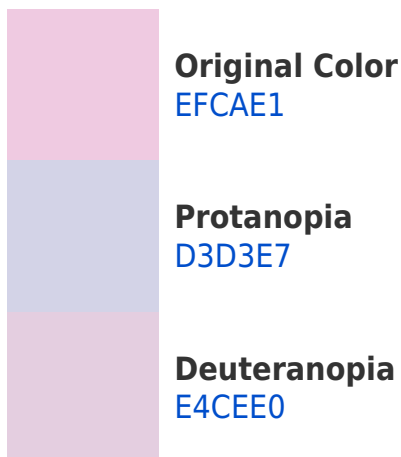 Original Color
EFCAE1
Protanopia
D3D3E7
Deuteranopia
E4CEE0